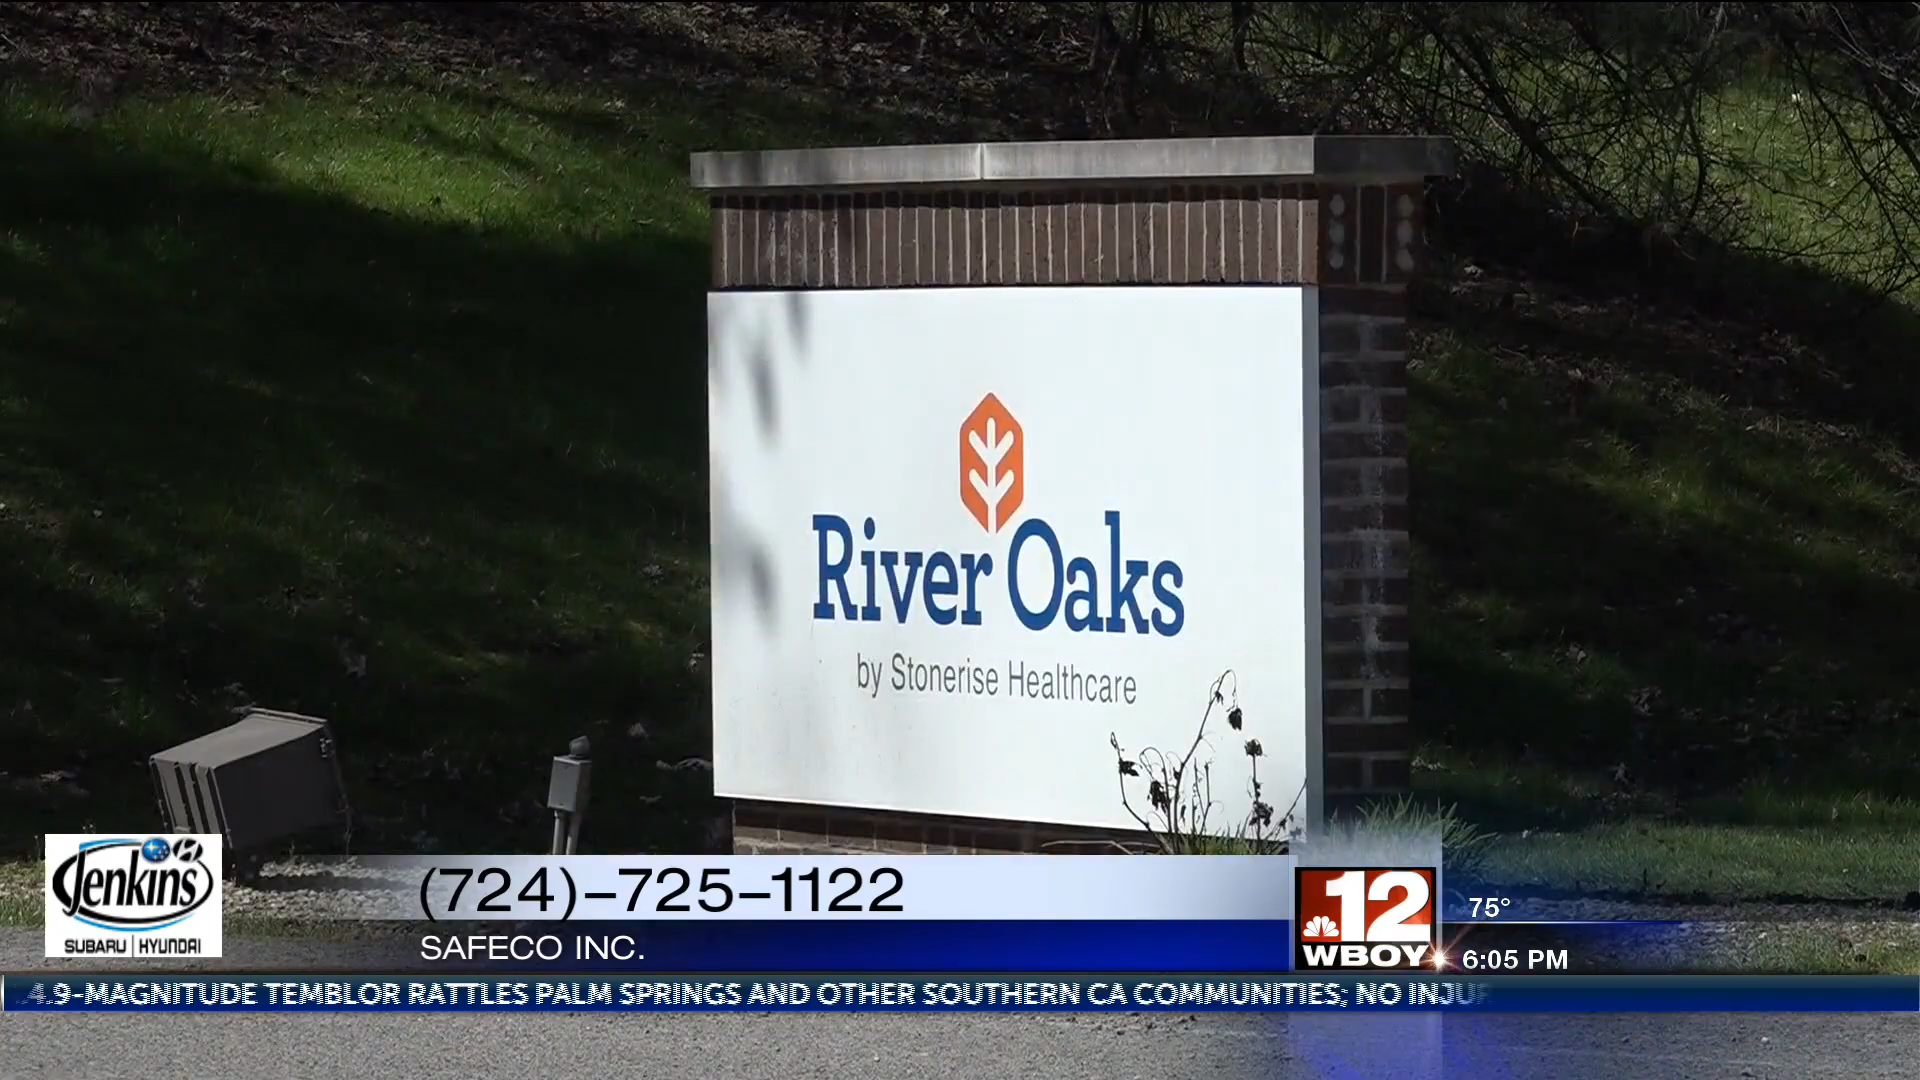 River Oaks
by Stonerise Healthcare
Jenkins
SUBARU | HYUNDAI
(724)-725-1122
SAFECO INC.
12
WBOY
75°
6:05 PM
4.9-MAGNITUDE TEMBLOR RATTLES PALM SPRINGS AND OTHER SOUTHERN CA COMMUNITIES; NO INJU